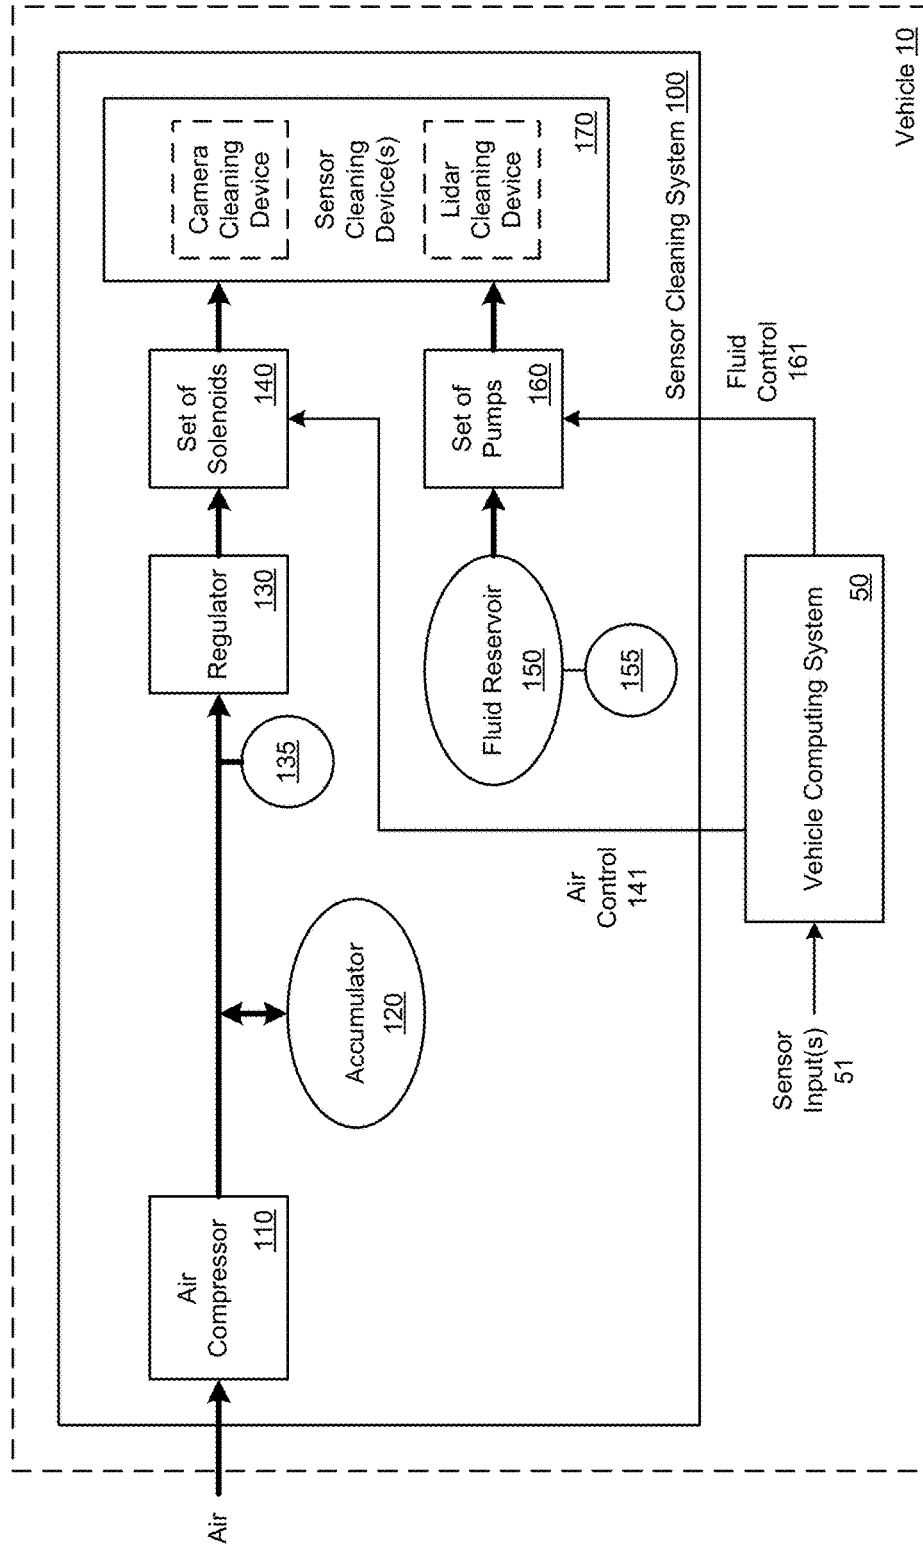 Air
Air
Compressor
110
Accumulator
120
135
Regulator
130
Set of
Solenoids
140
Camera
Cleaning
Device
Sensor
Cleaning
Device(s)
Lidar
Cleaning
Device
170
Fluid Reservoir
150
155
Set of
Pumps
160
Sensor Cleaning System 100
Air
Control
141
Fluid
Control
161
Sensor
Input(s)
51
Vehicle Computing System
50
Vehicle 10